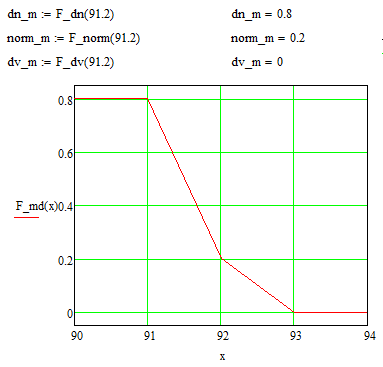 dn_m := F_dn(91.2) dn_m = 0.8
norm_m := F_norm(91.2) norm_m = 0.2
dv_m := F_dv(91.2) dv_m = 0
0.8
0.6
F_md(x) 0.4
0.2
0
90 91 92 93 94
x